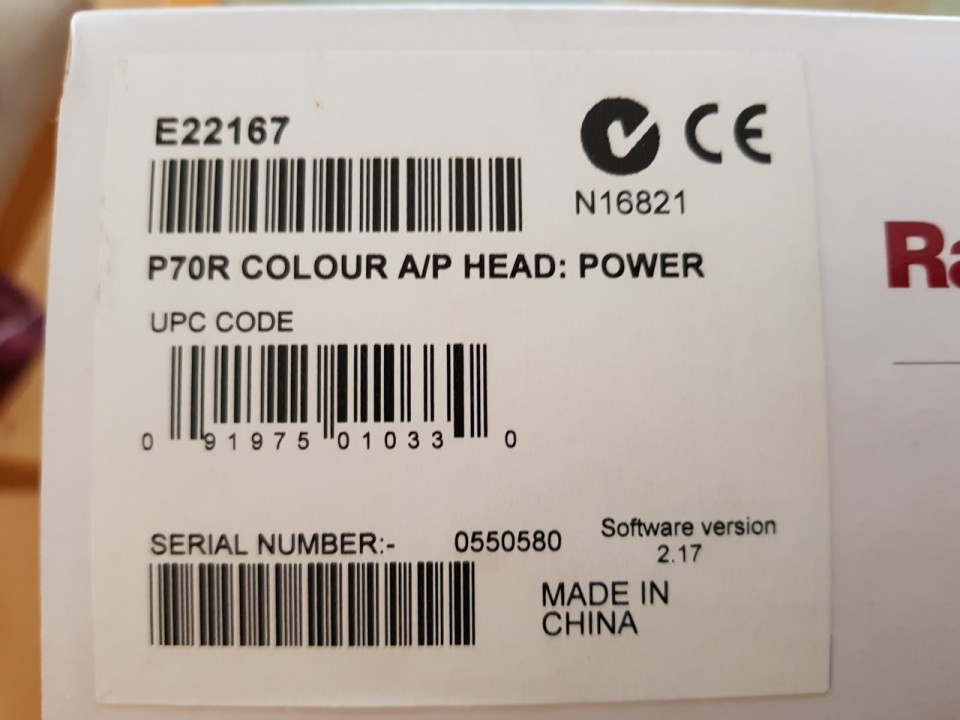 E22167
CE
N16821
P70R COLOUR A/P HEAD: POWER
UPC CODE
0 91975 01033 0
SERIAL NUMBER:- 0550580
Software version
2.17
MADE IN
CHINA
Ra